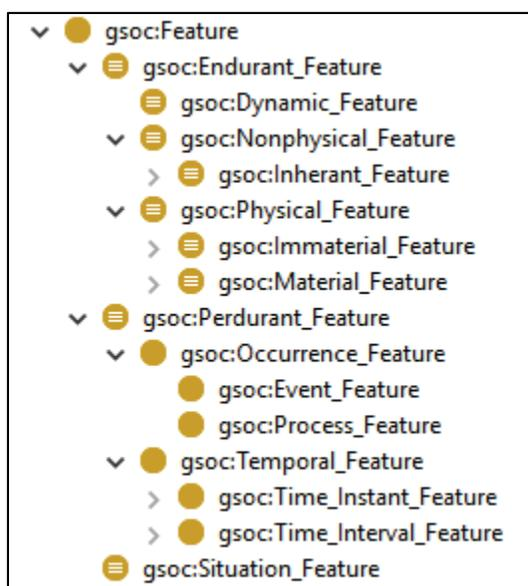 gsoc:Feature
gsoc:Endurant_Feature
gsoc:Dynamic_Feature
gsoc:Nonphysical_Feature
gsoc:Inherant_Feature
gsoc:Physical_Feature
gsoc:Immaterial_Feature
gsoc:Material_Feature
gsoc:Perdurant_Feature
gsoc:Occurrence_Feature
gsoc:Event_Feature
gsoc:Process_Feature
gsoc:Temporal_Feature
gsoc:Time_Instant_Feature
gsoc:Time_Interval_Feature
gsoc:Situation_Feature